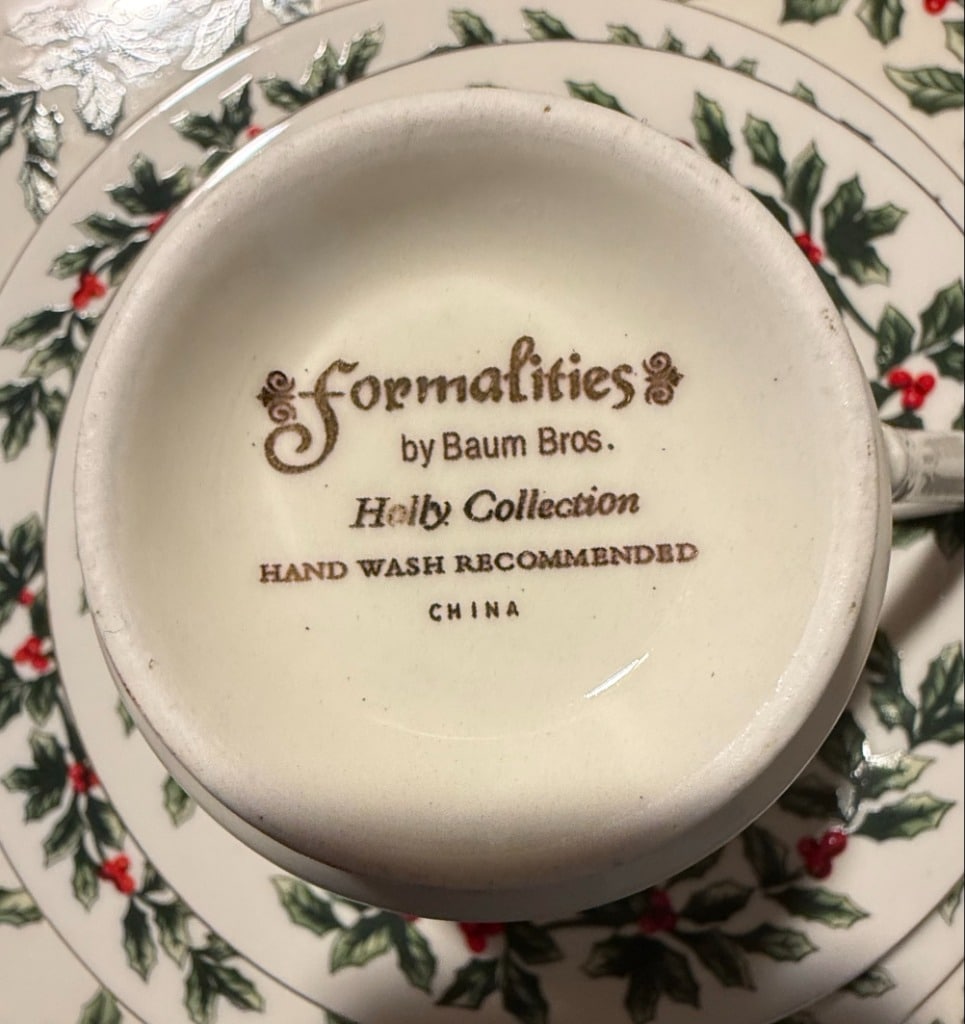 formalities
by Baum Bros.
Holly Collection
HAND WASH RECOMMENDED
CHINA